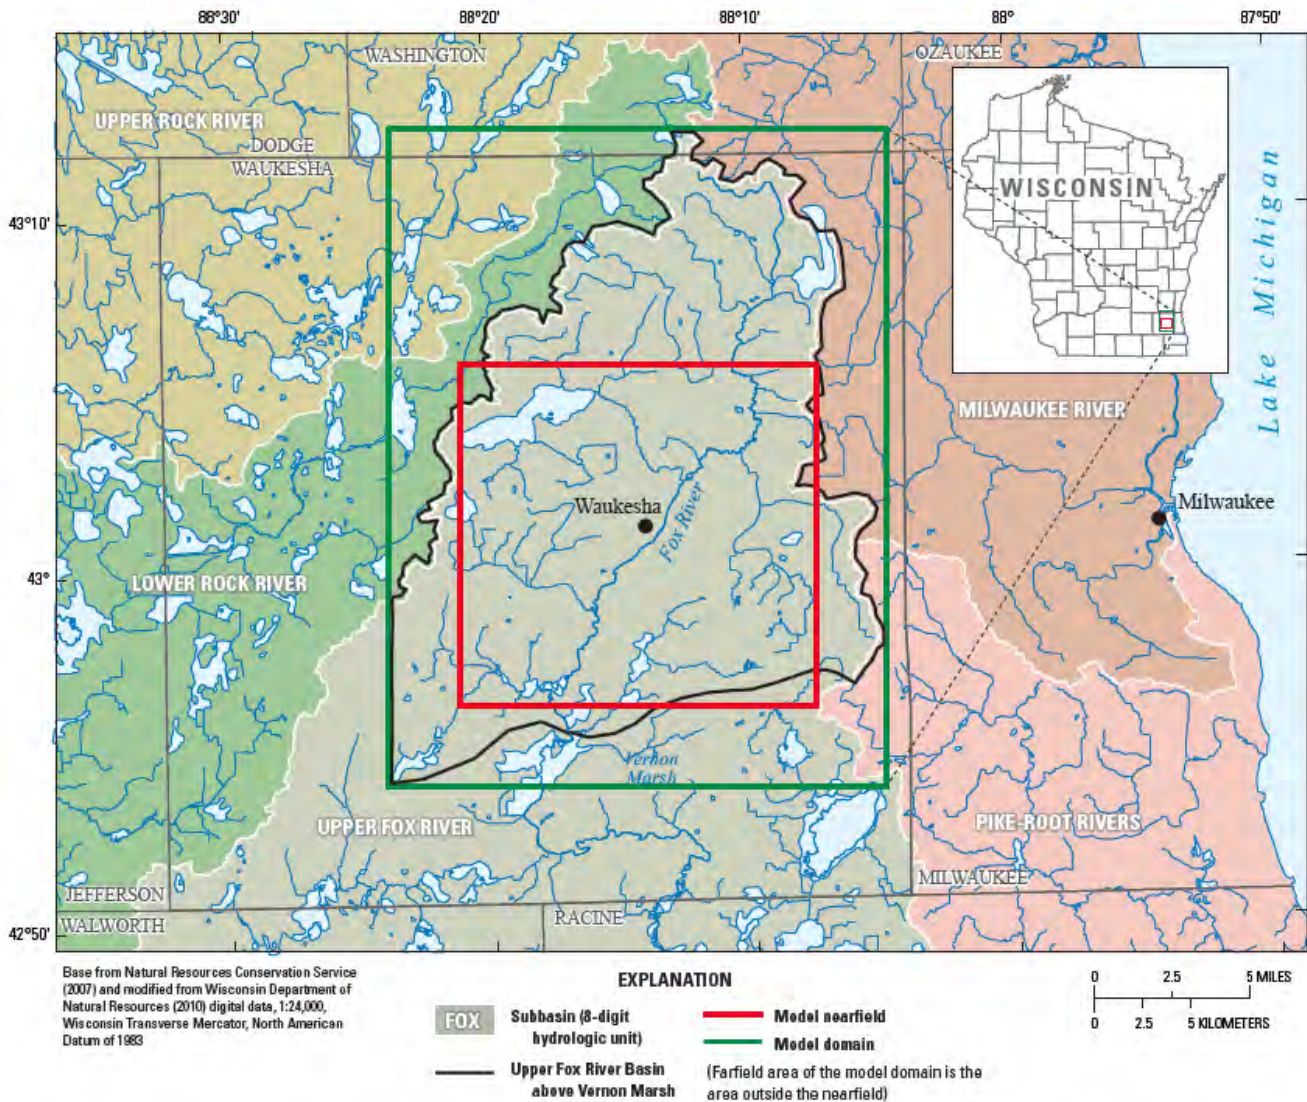 88°30'
88°20'
88°10'
88°
87°50'
WASHINGTON
OZAUKEE
UPPER ROCK RIVER
DODGE
WAUKESHA
WISCONSIN
43°10'
Lake Michigan
MILWAUKEE RIVER
Waukesha
Fox River
Milwaukee
43°
LOWER ROCK RIVER
Vernon
Marsh
UPPER FOX RIVER
PIKE-ROOT RIVERS
JEFFERSON
MILWAUKEE
WALWORTH
RACINE
42°50'
Base from Natural Resources Conservation Service
(2007) and modified from Wisconsin Department of
Natural Resources (2010) digital data, 1:24,000,
Wisconsin Transverse Mercator, North American
Datum of 1983
EXPLANATION
FOX
Subbasin (8-digit
hydrologic unit)
Upper Fox River Basin
above Vernon Marsh
Model nearfield
Model domain
(Farfield area of the model domain is the
area outside the nearfield)
0 2.5 5 MILES
0 2.5 5 KILOMETERS